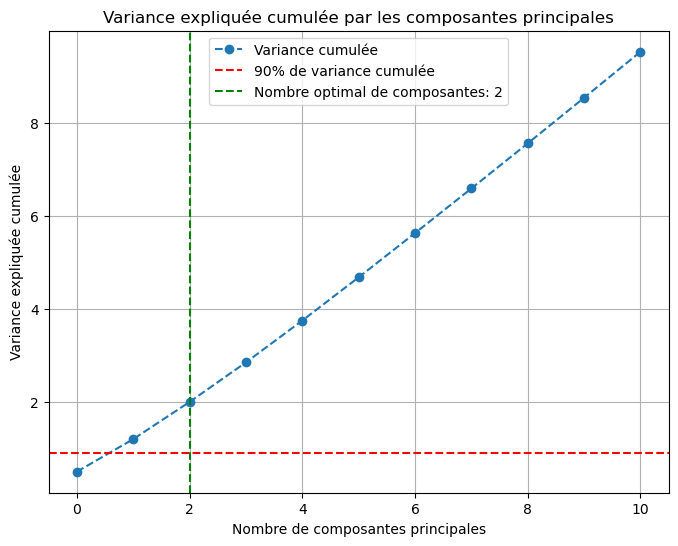 Variance expliquée cumulée par les composantes principales
Variance cumulée
90% de variance cumulée
Nombre optimal de composantes: 2
Variance expliquée cumulée
8
6
4
2
0 2 4 6 8 10
Nombre de composantes principales